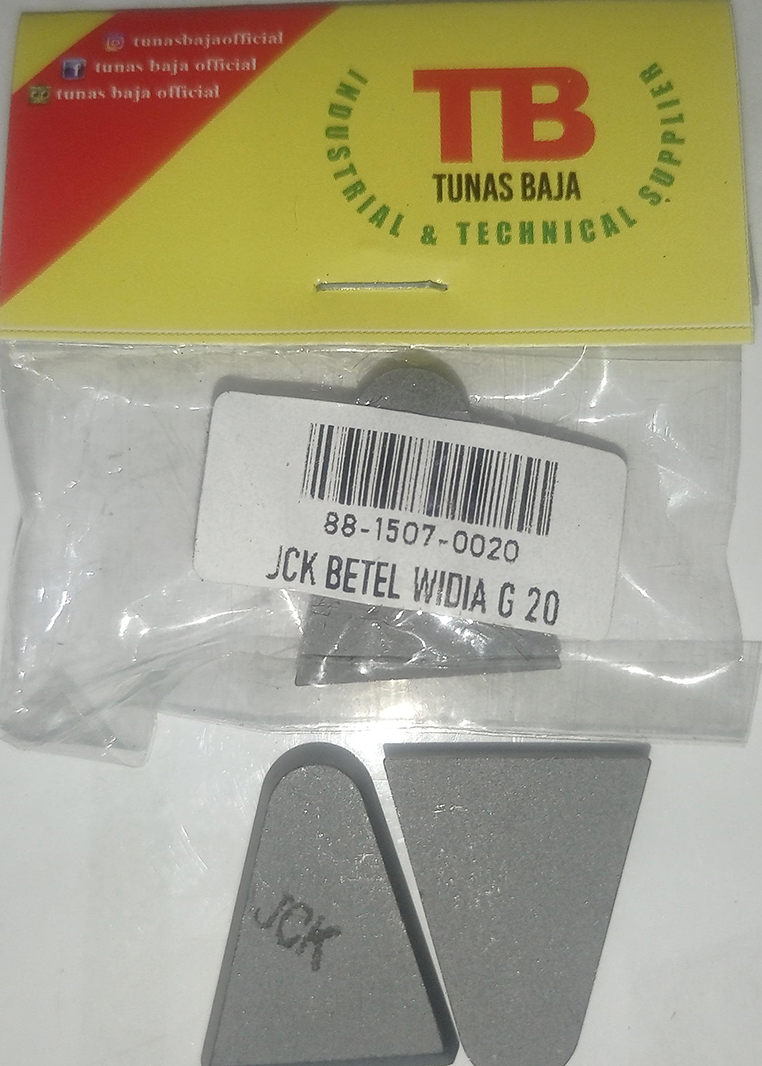 tunasbajaofficial
tunas baja official
tunas baja official
TB
TUNAS BAJA
INDUSTRIAL & TECHNICAL SUPPLIER
88-1507-0020
JCK BETEL WIDIA G 20
JCK